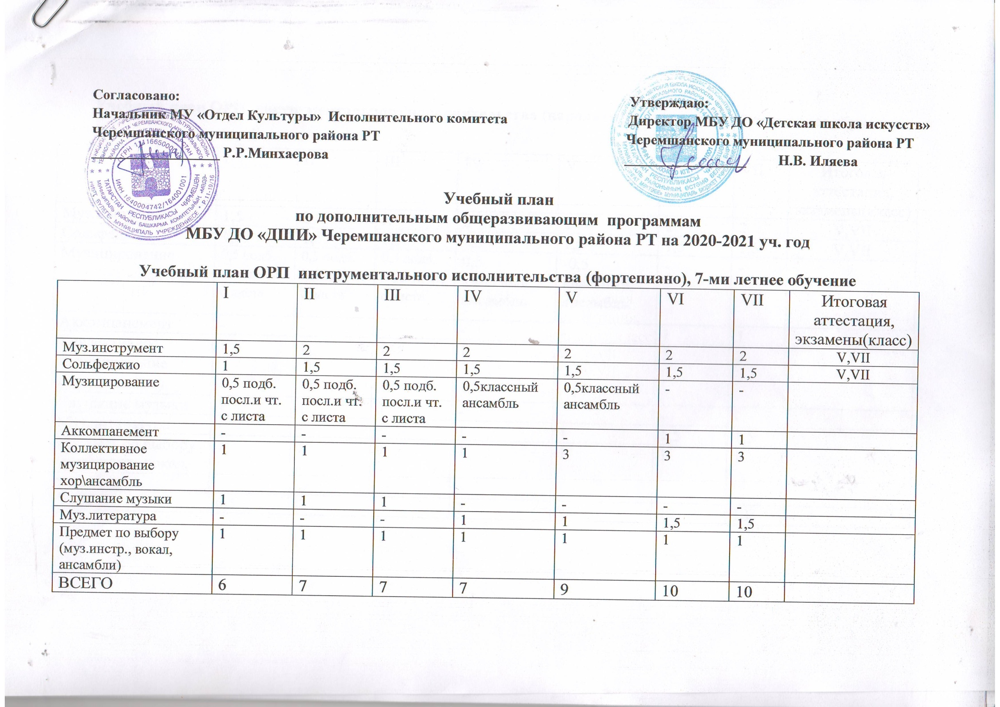 Согласовано:
Начальник МУ «Отдел Культуры» Исполнительного комитета
Черемшанского муниципального района РТ
Р.Р.Минхаерова
Утверждаю:
Директор МБУ ДО «Детская школа искусств»
Черемшанского муниципального района РТ
Н.В. Иляева
ИНН 1640004742/164001001
Учебный план
по дополнительным общеразвивающим программам
МБУ ДО «ДШИ» Черемшанского муниципального района РТ на 2020-2021 уч. год
Учебный план ОРП инструментального исполнительства (фортепиано), 7-ми летнее обучение
I II III IV V VI VII Итоговая
аттестация,
экзамены(класс)
Муз.инструмент 1,5 2 2 2 2 2 2 V,VII
Сольфеджио 1 1,5 1,5 1,5 1,5 1,5 1,5 V,VII
Музицирование 0,5 подб. 0,5 подб. 0,5 подб. 0,5классный 0,5классный - -
посл.и чт. посл.и чт. посл.и чт. ансамбль ансамбль
с листа с листа с листа
Аккомпанемент - - - - - 1 1
Коллективное 1 1 1 1 3 3 3
музицирование
хор\ансамбль
Слушание музыки 1 1 1 - - - -
Муз.литература - - - 1 1 1,5 1,5
Предмет по выбору 1 1 1 1 1 1 1
(муз.инстр., вокал,
ансамбли)
ВСЕГО 6 7 7 7 9 10 10